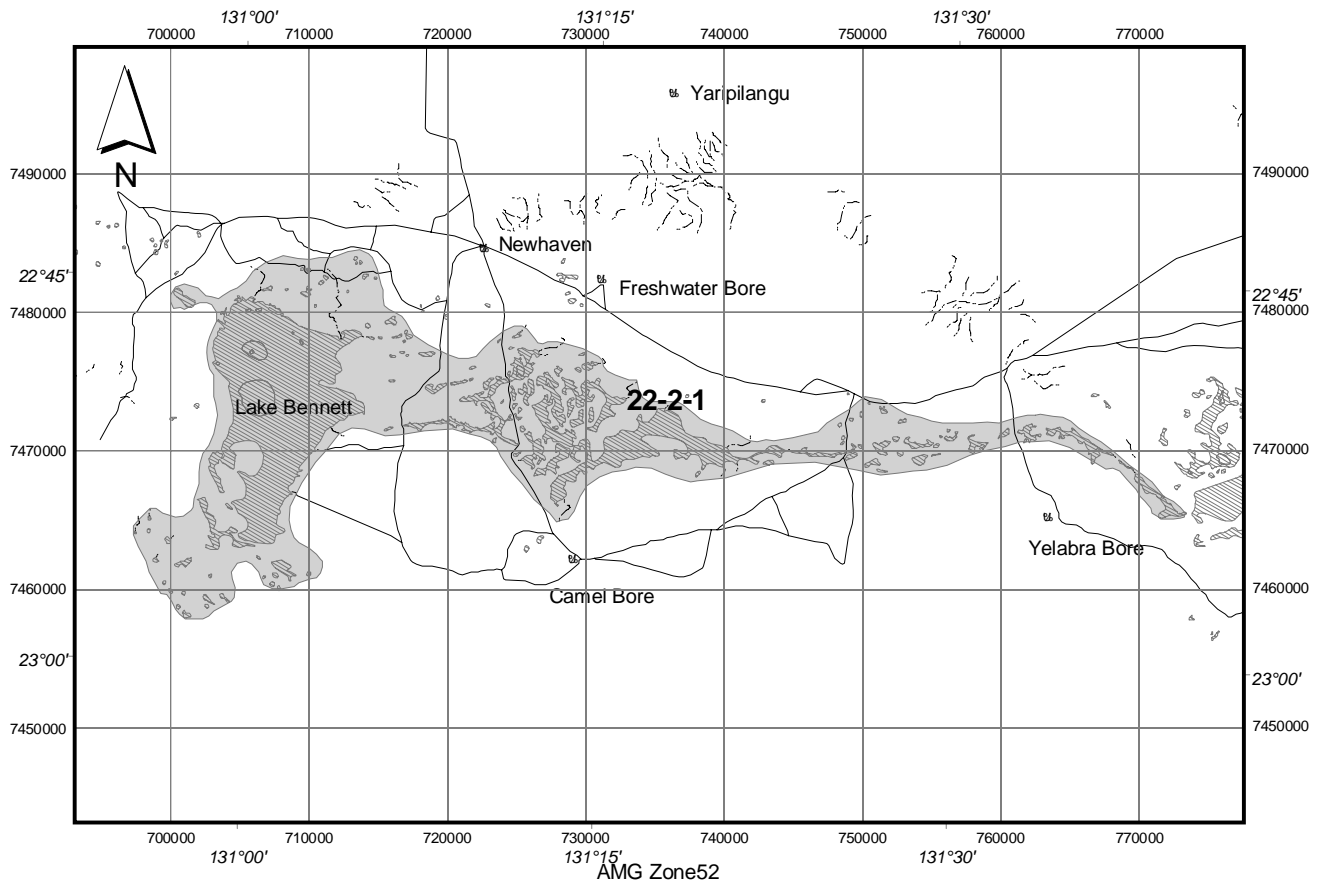 131°00' 131°15' 131°30'
700000 710000 720000 730000 740000 750000 760000 770000
Yaripilangu
N
7490000 7490000
Newhaven
22°45' Freshwater Bore 22°45'
7480000 7480000
22-2-1
Lake Bennett
7470000 7470000
Yelabra Bore
7460000 Camel Bore 7460000
23°00' 23°00'
7450000 7450000
700000 710000 720000 730000 740000 750000 760000 770000
131°00' 131°15' 131°30'
AMG Zone52